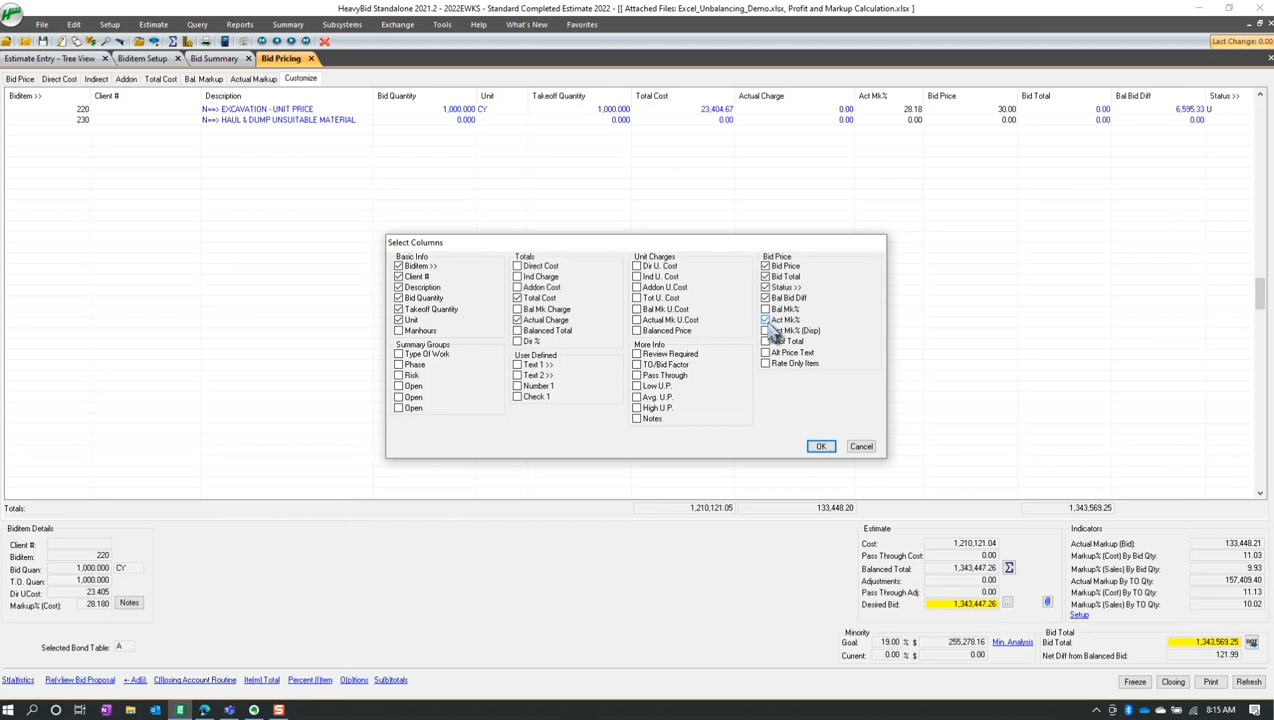 HeavyBid Standalone 2021.2 - 2022EWKS - Standard Completed Estimate 2022 - [[ Attached Files: Excel_Unbalancing_Demo.xlsx, Profit and Markup Calculation.xlsx ]
File Edit Setup Estimate Query Reports Summary Subsystems Exchange Tools Help What's New Favorites
Last Change: 0.00
Estimate Entry - Tree View Biditem Setup Bid Summary Bid Pricing
Bid Price Direct Cost Indirect Addon Total Cost Bal. Markup Actual Markup Customize
Biditem >> Client # Description Bid Quantity Unit Takeoff Quantity Total Cost Actual Charge Act Mk% Bid Price Bid Total Bal Bid Diff Status >>
220 N==> EXCAVATION - UNIT PRICE 1,000.000 CY 1,000.000 23,404.67 0.00 28.18 30.00 0.00 6,595.33 U
230 N==> HAUL & DUMP UNSUITABLE MATERIAL 0.000 0.000 0.00 0.00 0.00 0.00 0.00 0.00
Select Columns
Basic Info Totals Unit Charges Bid Price
Biditem >> Direct Cost Dir U. Cost Bid Price
Client # Ind Charge Ind U. Cost Bid Total
Description Addon Cost Addon U.Cost Status >>
Bid Quantity Total Cost Tot U. Cost Bal Bid Diff
Takeoff Quantity Bal Mk Charge Bal Mk U.Cost Bal Mk%
Unit Actual Charge Actual Mk U.Cost Act Mk%
Manhours Balanced Total Balanced Price Mk% (Disp)
Dir % Total
Summary Groups More Info
Type Of Work User Defined Review Required Alt Price Text
Phase Text 1 >> TO/Bid Factor Rate Only Item
Risk Text 2 >> Pass Through
Open Number 1 Low U.P.
Open Check 1 Avg. U.P.
Open High U.P.
Notes
OK Cancel
Totals: 1,210,121.05 133,448.20 1,343,569.25
Biditem Details
Client #:
Biditem: 220
Bid Quan: 1,000.000 CY
T.O. Quan: 1,000.000
Dir UCost: 23.405
Markup% (Cost) 28.180 Notes
Selected Bond Table: A
Estimate
Cost: 1,210,121.04
Pass Through Cost: 0.00
Balanced Total: 1,343,447.26 Σ
Adjustments: 0.00
Pass Through Adj: 0.00
Desired Bid: 1,343,447.26 ...
Indicators
Actual Markup (Bid): 133,448.21
Markup% (Cost) By Bid Qty: 11.03
Markup% (Sales) By Bid Qty: 9.93
Actual Markup By TO Qty: 157,409.40
Markup% (Cost) By TO Qty: 11.13
Markup% (Sales) By TO Qty: 10.02
Setup
Minority
Goal: 19.00 % $ 255,278.16 Min. Analysis
Current: 0.00 % $ 0.00
Bid Total
Bid Total: 1,343,569.25
Net Diff from Balanced Bid: 121.99
St(a)tistics Re(v)iew Bid Proposal +- Ad(j). C(l)osing Account Routine Ite(m) Total Percent (I)tem O(p)tions Su(b)totals
Freeze Closing Print Refresh
8:15 AM